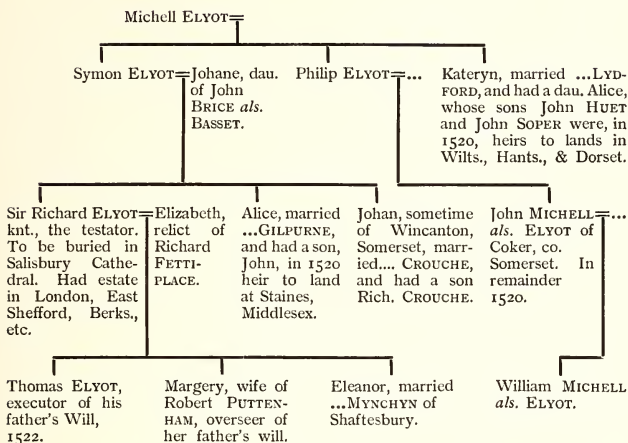 Michell ELYOT=
Symon ELYOT=Johane, dau.
of John
BRICE als.
BASSET.
Philip ELYOT=...
Kateryn, married ...LYD-
FORD, and had a dau. Alice,
whose sons John HUET
and John SOPER were, in
1520, heirs to lands in
Wilts., Hants., & Dorset.
Sir Richard ELYOT=
knt., the testator.
To be buried in
Salisbury Cathe-
dral. Had estate
in London, East
Shefford, Berks.,
etc.
Elizabeth,
relict of
Richard
FETTI-
PLACE.
Alice, married
...GILPURNE,
and had a son,
John, in 1520
heir to land
at Staines,
Middlesex.
Johan, sometime
of Wincanton,
Somerset, mar-
ried.... CROUCHE,
and had a son
Rich. CROUCHE.
John MICHELL=...
als. ELYOT of
Coker, co.
Somerset. In
remainder
1520.
Thomas ELYOT,
executor of his
father's Will,
1522.
Margery, wife of
Robert PUTTEN-
HAM, overseer of
her father's will.
Eleanor, married
...MYNCHYN of
Shaftesbury.
William MICHELL
als. ELYOT.